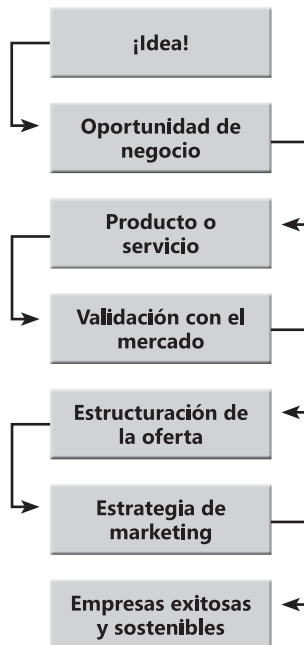 ¡Idea!
Oportunidad de
negocio
Producto o
servicio
Validación con el
mercado
Estructuración de
la oferta
Estrategia de
marketing
Empresas exitosas
y sostenibles